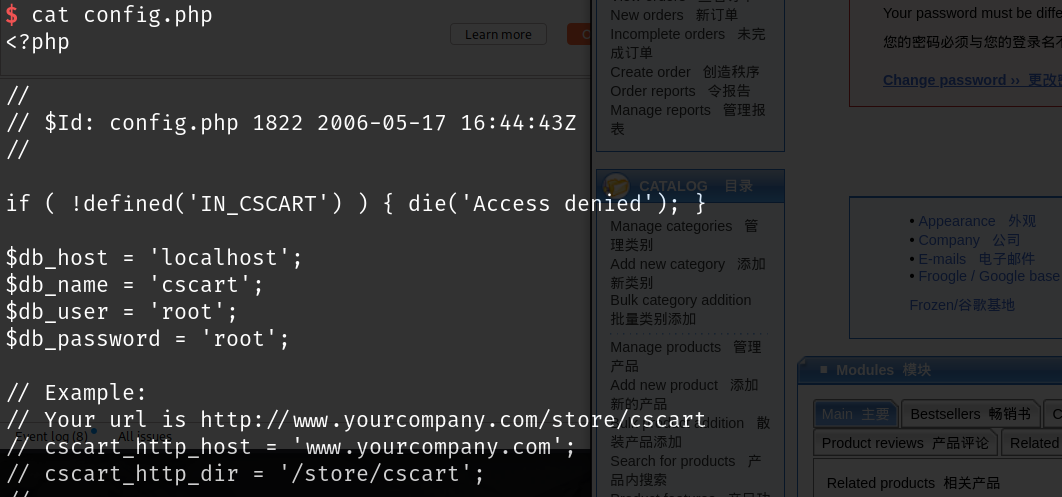 $ cat config.php
<?php
//
// $Id: config.php 1822 2006-05-17 16:44:43Z
//
if ( !defined('IN_CSCART') ) { die('Access denied'); }
$db_host = 'localhost';
$db_name = 'cscart';
$db_user = 'root';
$db_password = 'root';
// Example:
// Your url is http://www.yourcompany.com/store/cscart
// cscart_http_host = 'www.yourcompany.com';
// cscart_http_dir = '/store/cscart';
//
Learn more
Event log (8)
All issues
New orders 新订单
Incomplete orders 未完
成订单
Create order 创造秩序
Order reports 令报告
Manage reports 管理报
表
CATALOG 目录
Manage categories 管
理类别
Add new category 添加
新类别
Bulk category addition
批量类别添加
Manage products 管理
产品
Add new product 添加
新的产品
addition 散
装产品添加
Search for products 产
品内搜索
Your password must be diffe
您的密码必须与您的登录名
Change password ›› 更改
• Appearance 外观
• Company 公司
• E-mails 电子邮件
• Froogle / Google base
Frozen/谷歌基地
Modules 模块
Main 主要
Bestsellers 畅销书
Product reviews 产品评论
Related
Related products 相关产品